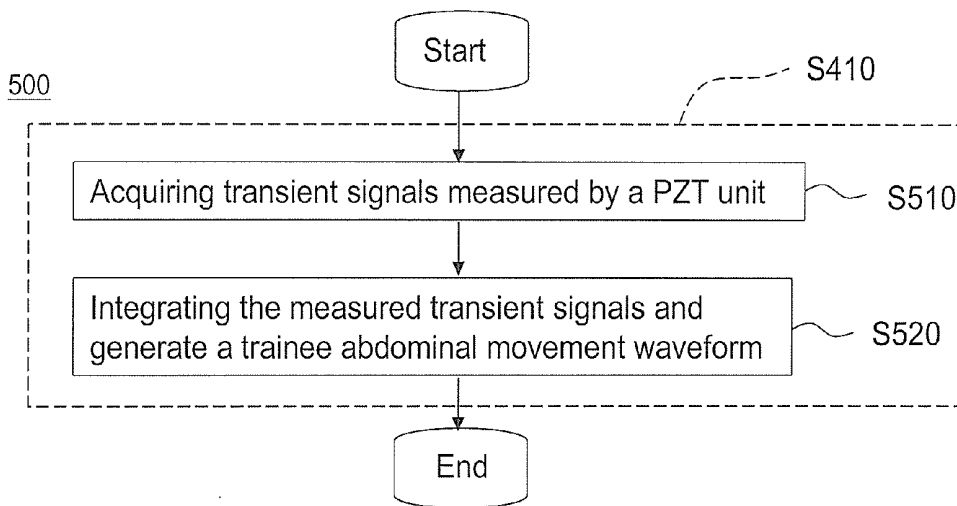 Start
500
S410
Acquiring transient signals measured by a PZT unit
S510
Integrating the measured transient signals and
generate a trainee abdominal movement waveform
S520
End